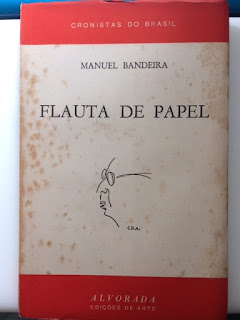 CRONISTAS DO BRASIL
MANUEL BANDEIRA
FLAUTA DE PAPEL
C.D.A.
ALVORADA
EDIÇÕES DE ARTE